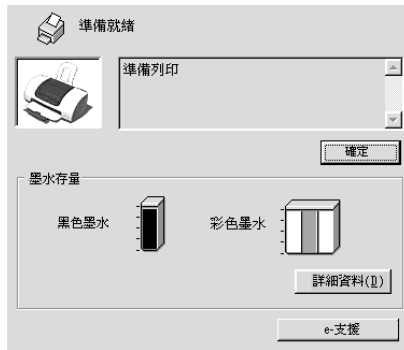 準備就緒
準備列印
確定
墨水存量
黑色墨水
彩色墨水
詳細資料(D)
e-支援